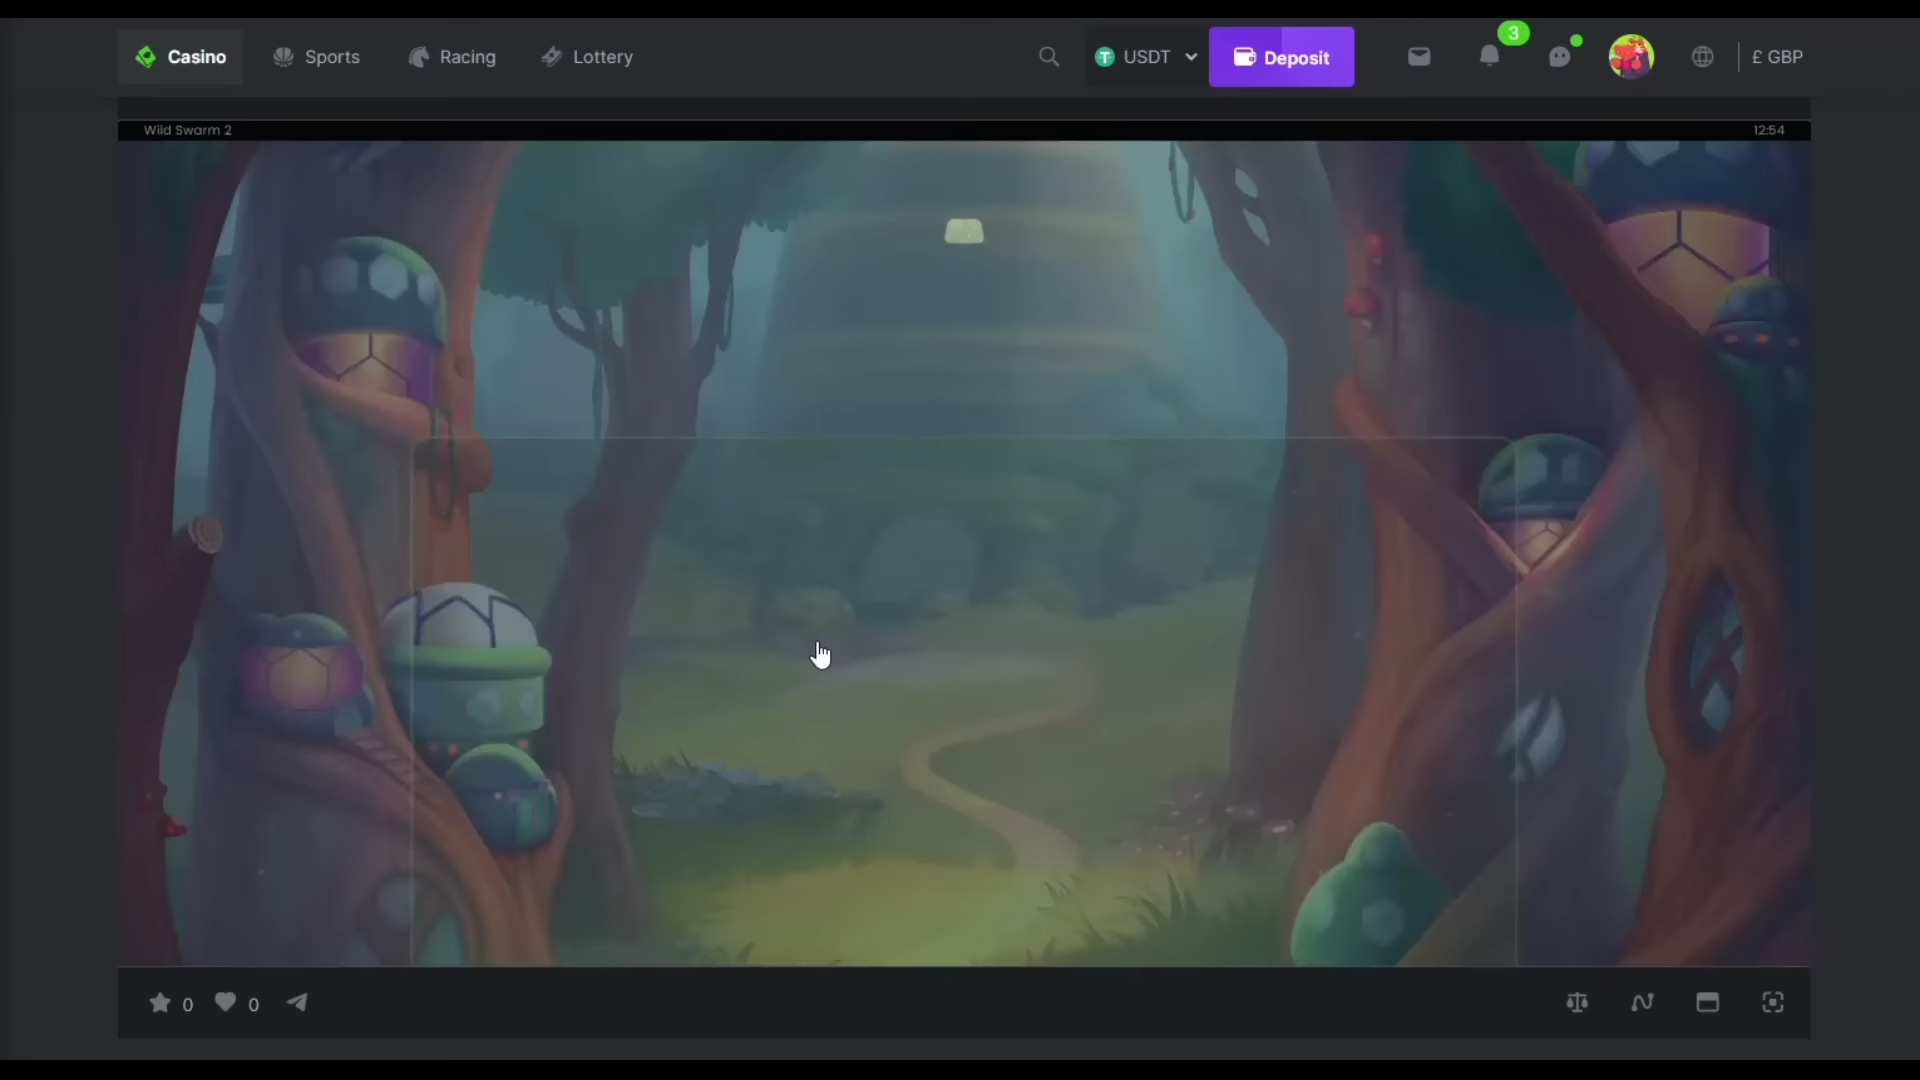 Casino Sports Racing Lottery USDT Deposit 3 £ GBP
Wild Swarm 2 12:54
0 0